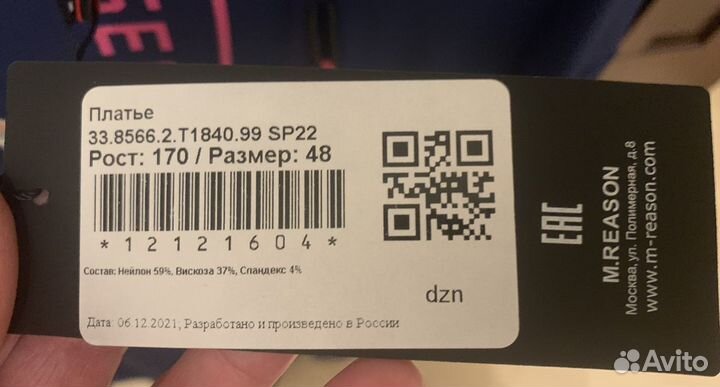 Платье
33.8566.2.T1840.99 SP22
Рост: 170 / Размер: 48
*12121604*
Состав: Нейлон 59%, Вискоза 37%, Спандекс 4%
dzn
Дата: 06.12.2021, Разработано и произведено в России
EAC
M.REASON
Москва, ул. Полимерная, д.8
www.m-reason.com
Avito